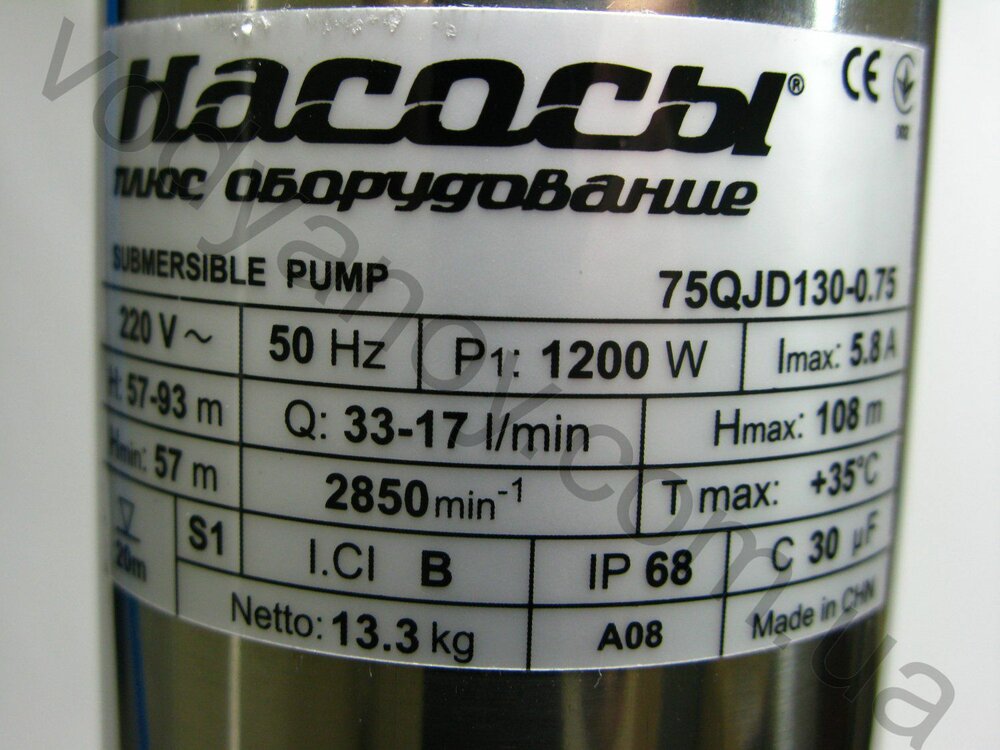 Насосы® CE
плюс оборудование
SUBMERSIBLE PUMP 75QJD130-0.75
220 V ~ 50 Hz P1: 1200 W Imax: 5.8 A
H: 57-93 m Q: 33-17 l/min Hmax: 108 m
Hmin: 57 m 2850 min⁻¹ T max: +35°C
20m S1 I.Cl B IP 68 C 30 µF
Netto: 13.3 kg A08 Made in CHN
vodyanoy.com.ua